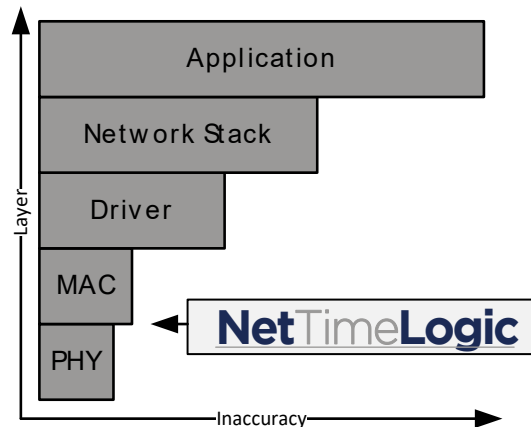 Application
Network Stack
Driver
MAC
PHY
NetTimeLogic
Layer
Inaccuracy